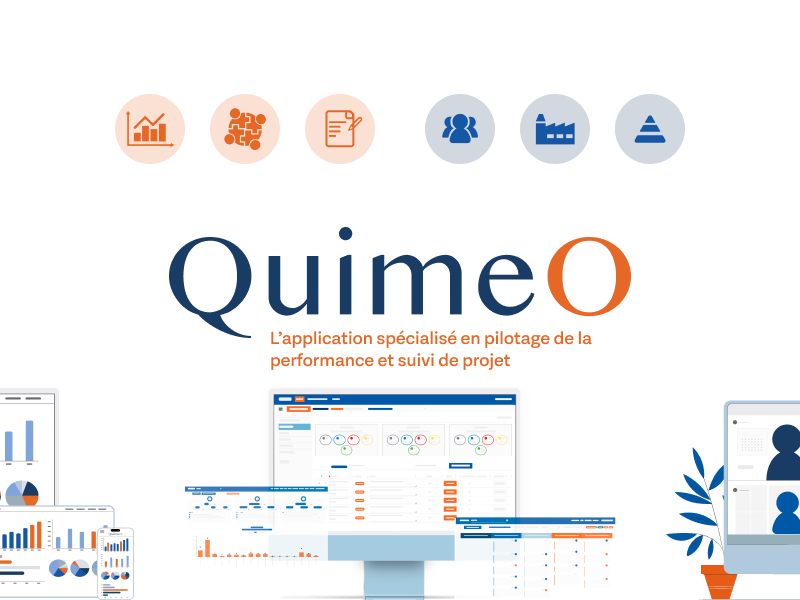 QuimeO
L'application spécialisé en pilotage de la
performance et suivi de projet